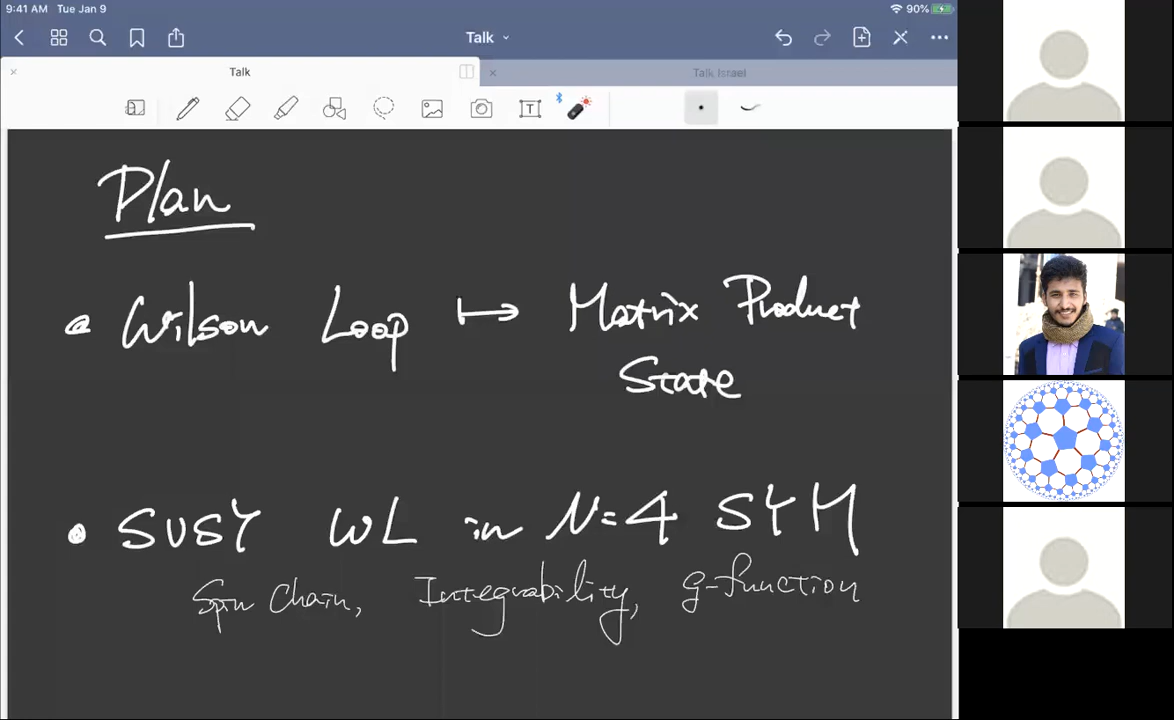 9:41 AM Tue Jan 9 90%
Talk
Talk Talk Israel
T
Plan
Wilson Loop ↦ Matrix Product
State
• SUSY WL in N=4 SYM
Spin Chain, Integrability, g-function